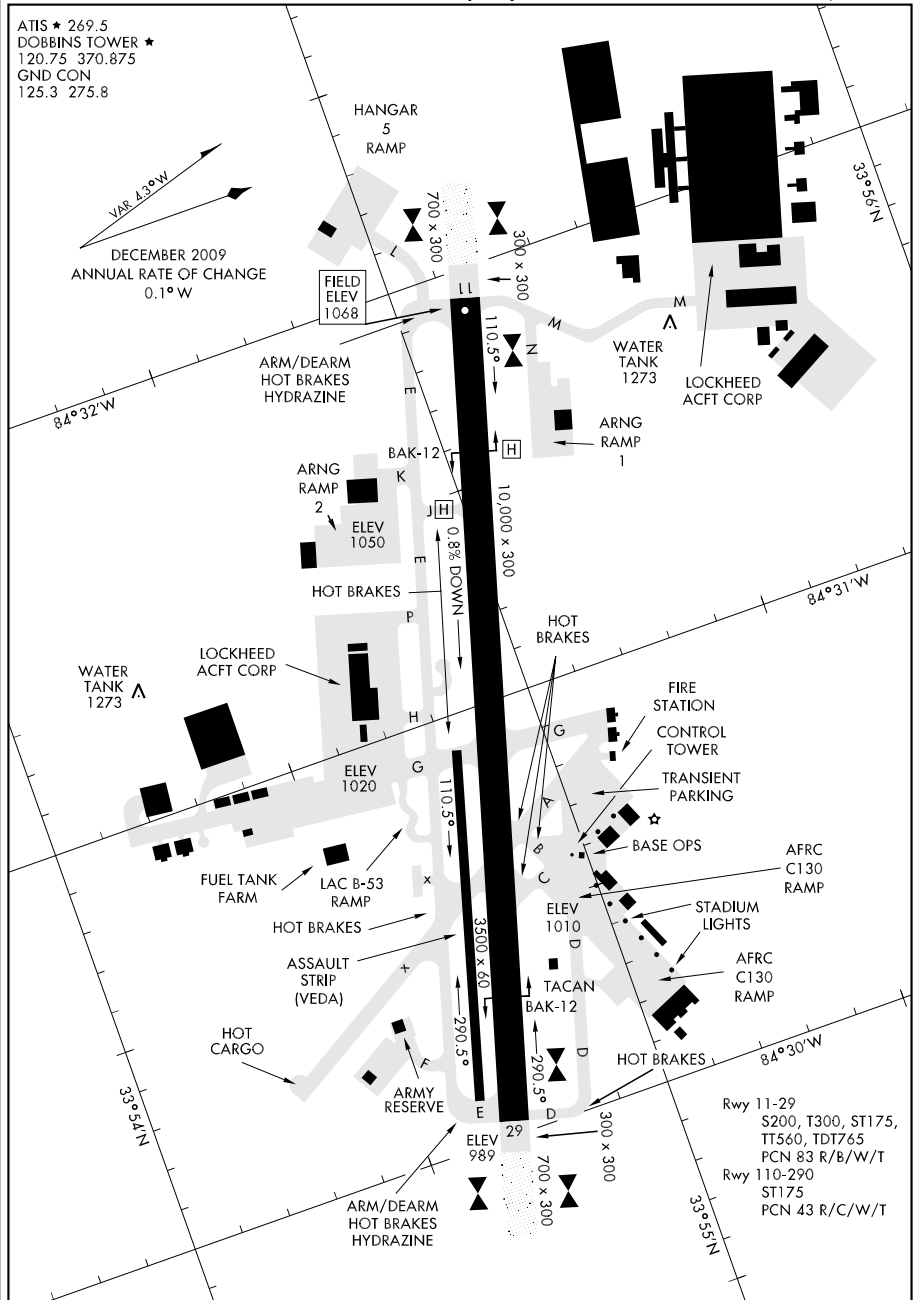 ATIS ★ 269.5
DOBBINS TOWER ★
120.75 370.875
GND CON
125.3 275.8
HANGAR
5
RAMP
VAR 4.3° W
DECEMBER 2009
ANNUAL RATE OF CHANGE
0.1° W
33°56'N
700 x 300
300 x 300
L
11
FIELD
ELEV
1068
M
M
N
110.5°
WATER
TANK
1273
LOCKHEED
ACFT CORP
ARM/DEARM
HOT BRAKES
HYDRAZINE
84°32'W
E
ARNG
RAMP
1
BAK-12
H
K
ARNG
RAMP
2
J
H
ELEV
1050
0.8% DOWN
10,000 x 300
E
HOT BRAKES
84°31'W
P
HOT
BRAKES
LOCKHEED
ACFT CORP
WATER
TANK
1273
FIRE
STATION
CONTROL
TOWER
TRANSIENT
PARKING
H
G
G
ELEV
1020
110.5°
A
B
C
BASE OPS
AFRC
C130
RAMP
FUEL TANK
FARM
LAC B-53
RAMP
x
HOT BRAKES
ELEV
1010
STADIUM
LIGHTS
3500 x 60
D
ASSAULT
STRIP
(VEDA)
x
TACAN
BAK-12
AFRC
C130
RAMP
HOT
CARGO
290.5°
290.5°
D
HOT BRAKES
84°30'W
F
ARMY
RESERVE
33°54'N
E
D
29
ELEV
989
300 x 300
700 x 300
Rwy 11-29
S200, T300, ST175,
TT560, TDT765
PCN 83 R/B/W/T
Rwy 110-290
ST175
PCN 43 R/C/W/T
33°55'N
ARM/DEARM
HOT BRAKES
HYDRAZINE